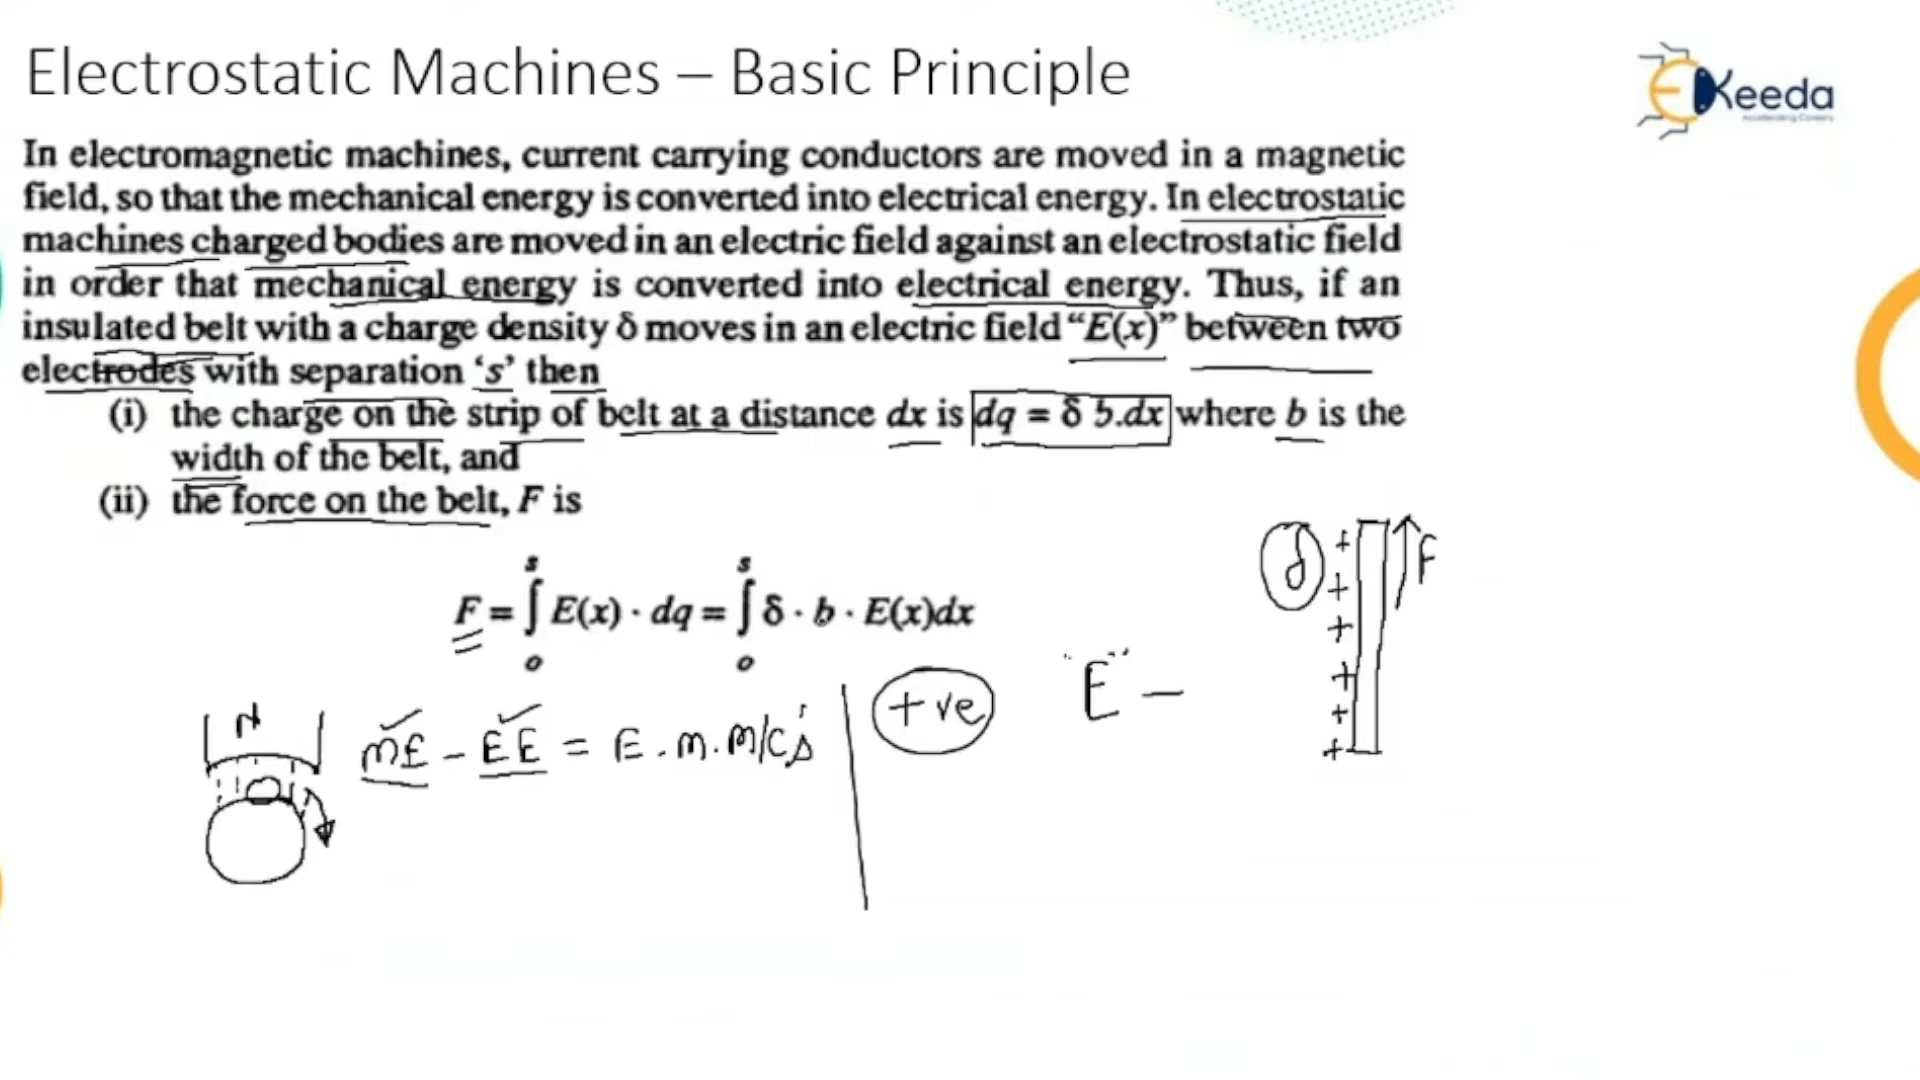 Electrostatic Machines – Basic Principle
Keeda
In electromagnetic machines, current carrying conductors are moved in a magnetic
field, so that the mechanical energy is converted into electrical energy. In electrostatic
machines charged bodies are moved in an electric field against an electrostatic field
in order that mechanical energy is converted into electrical energy. Thus, if an
insulated belt with a charge density δ moves in an electric field “E(x)” between two
electrodes with separation ‘s’ then
(i) the charge on the strip of belt at a distance dx is dq = δ b.dx where b is the
width of the belt, and
(ii) the force on the belt, F is
F = ∫₀ˢ E(x) · dq = ∫₀ˢ δ · b · E(x)dx
δ + F
+
+
+
+
+
N
ME - EE = E.M.M/Cs
+ve
"E" -